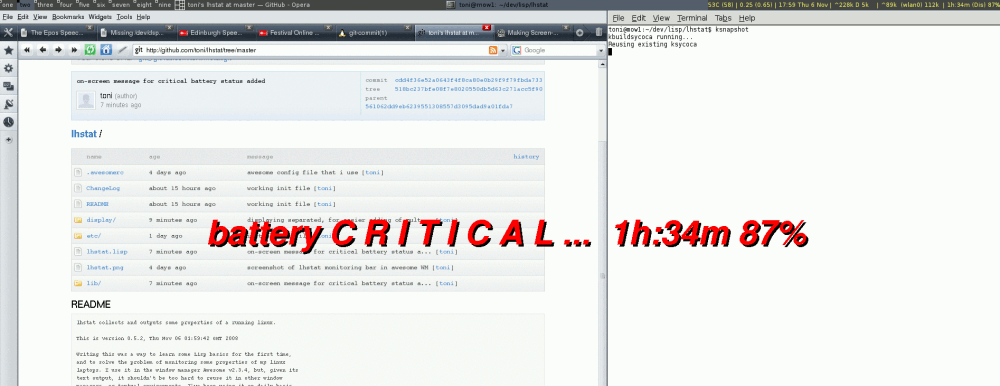 one two three four five six seven eight nine toni's lhstat at master — GitHub - Opera toni@mow1: ~/dev/lisp/lhstat 53C (58) | 0.25 (0.65) | 17:59 Thu 6 Nov | ^228k D 5k | ^89k (wlan0) 112k | 1h:34m (Dis) 87%
File Edit View Bookmarks Widgets Tools Help
File Edit View Terminal Tabs Help
The Epos Speec... Missing /dev/dsp... Edinburgh Spee... Festival Online ... git-commit(1) toni's lhstat at m... Making Screen-...
git http://github.com/toni/lhstat/tree/master Google
toni@mow1:~/dev/lisp/lhstat$ ksnapshot
kbuildsycoca running...
Reusing existing ksycoca
on-screen message for critical battery status added
toni (author)
7 minutes ago
commit
tree
parent
lhstat /
name age message history
.awesomerc 4 days ago awesome config file that i use [toni]
ChangeLog about 15 hours ago working init file [toni]
README about 15 hours ago working init file [toni]
display/ 9 minutes ago displaying separated, for easier adding of
etc/ 1 day ago
battery C R I T I C A L ... 1h:34m 87%
lhstat.lisp 7 minutes ago on-screen message for critical battery status a... [toni]
lhstat.png 4 days ago screenshot of lhstat monitoring bar in awesome WM [toni]
lib/ 7 minutes ago on-screen message for critical battery status a... [toni]
README
lhstat collects and outputs some properties of a running linux.
This is version 0.5.2, Thu Nov 06 01:59:42 GMT 2008
Writing this was a way to learn some Lisp basics for the first time,
and to solve the problem of monitoring some properties of my linux
laptops. I use it in the window manager Awesome v2.3.4, but, given its
text output, it shouldn't be too hard to reuse it in other window